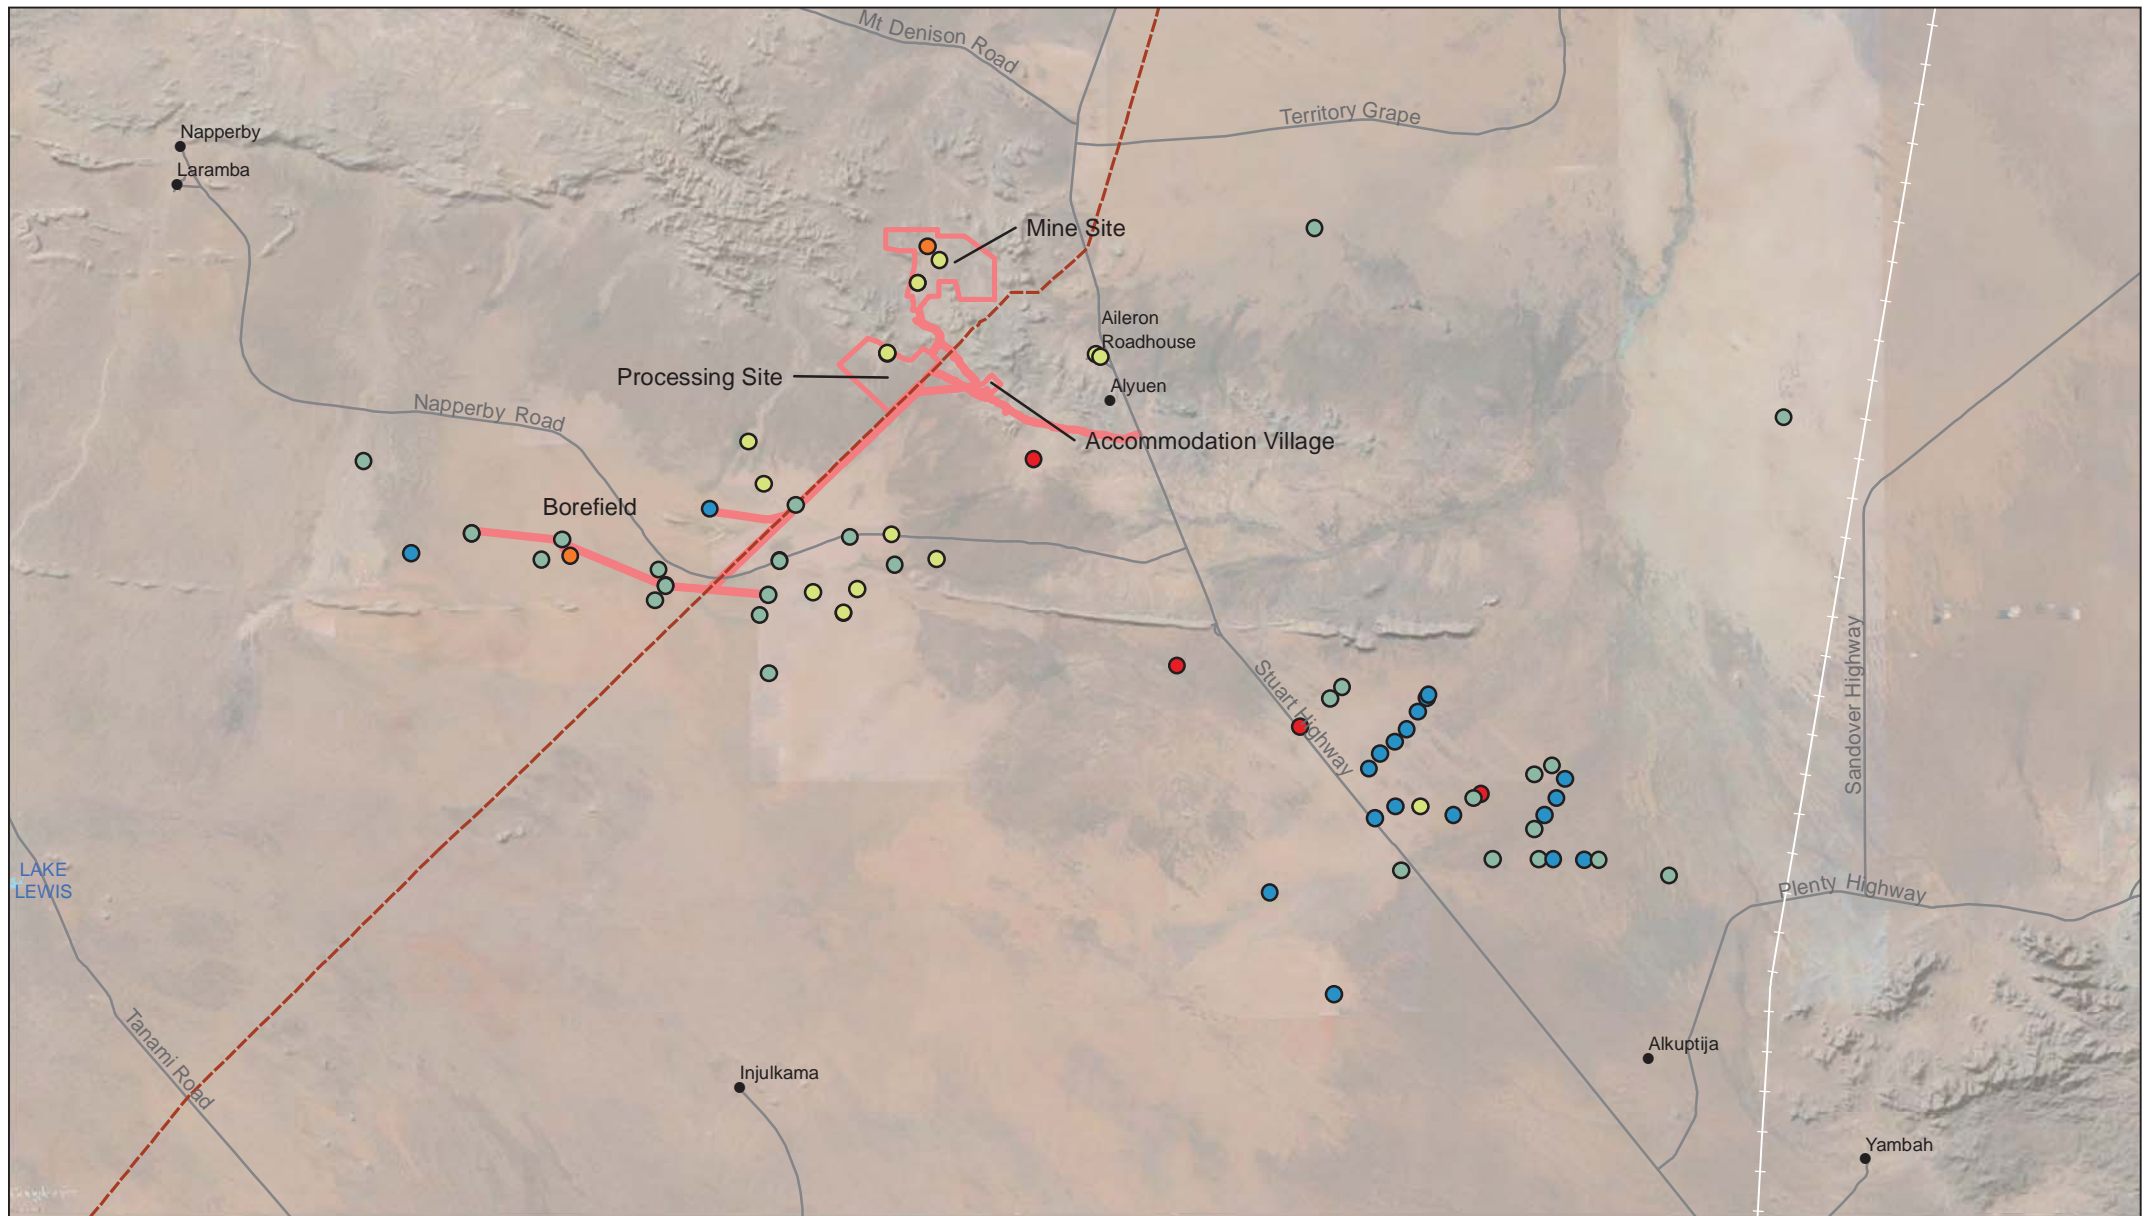 Mt Denison Road
Territory Grape
Napperby
Laramba
Mine Site
Aileron
Roadhouse
Processing Site
Alyuen
Napperby Road
Accommodation Village
Borefield
Stuart Highway
Sandover Highway
LAKE
LEWIS
Plenty Highway
Tanami Road
Alkuptija
Injulkama
Yambah